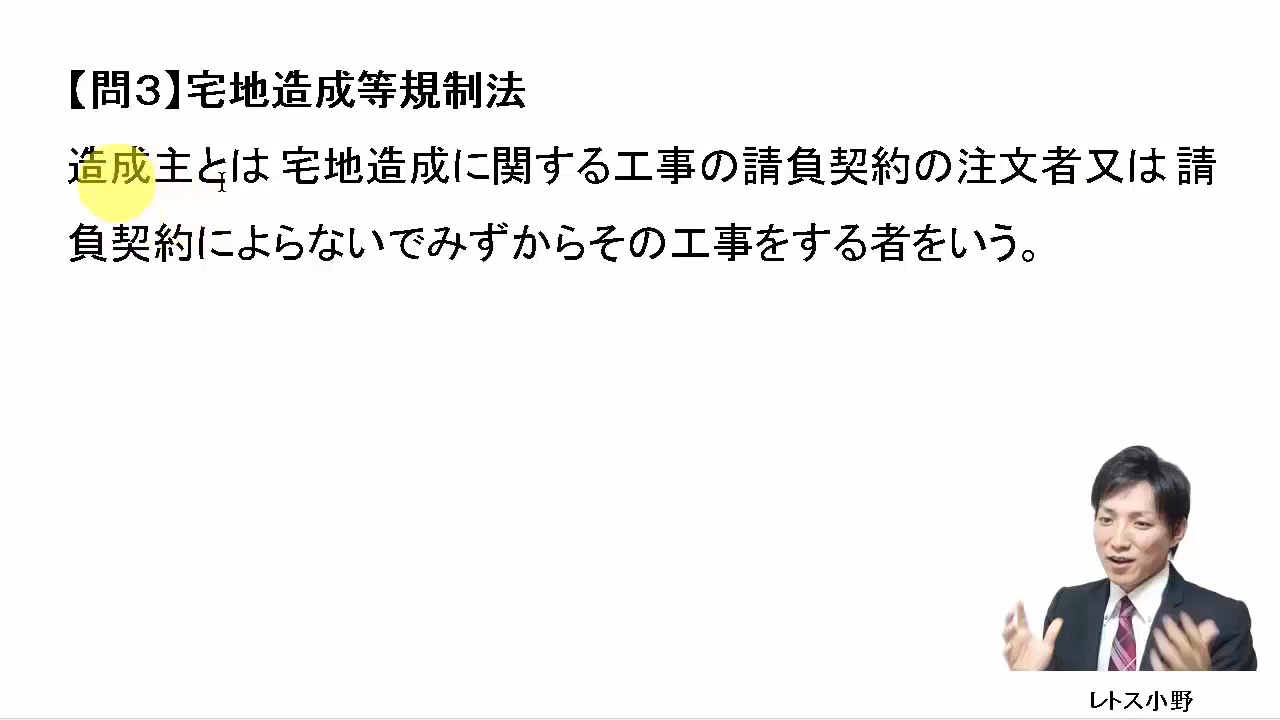 【問3】宅地造成等規制法
造成主とは 宅地造成に関する工事の請負契約の注文者又は 請
負契約によらないでみずからその工事をする者をいう。
レトス小野